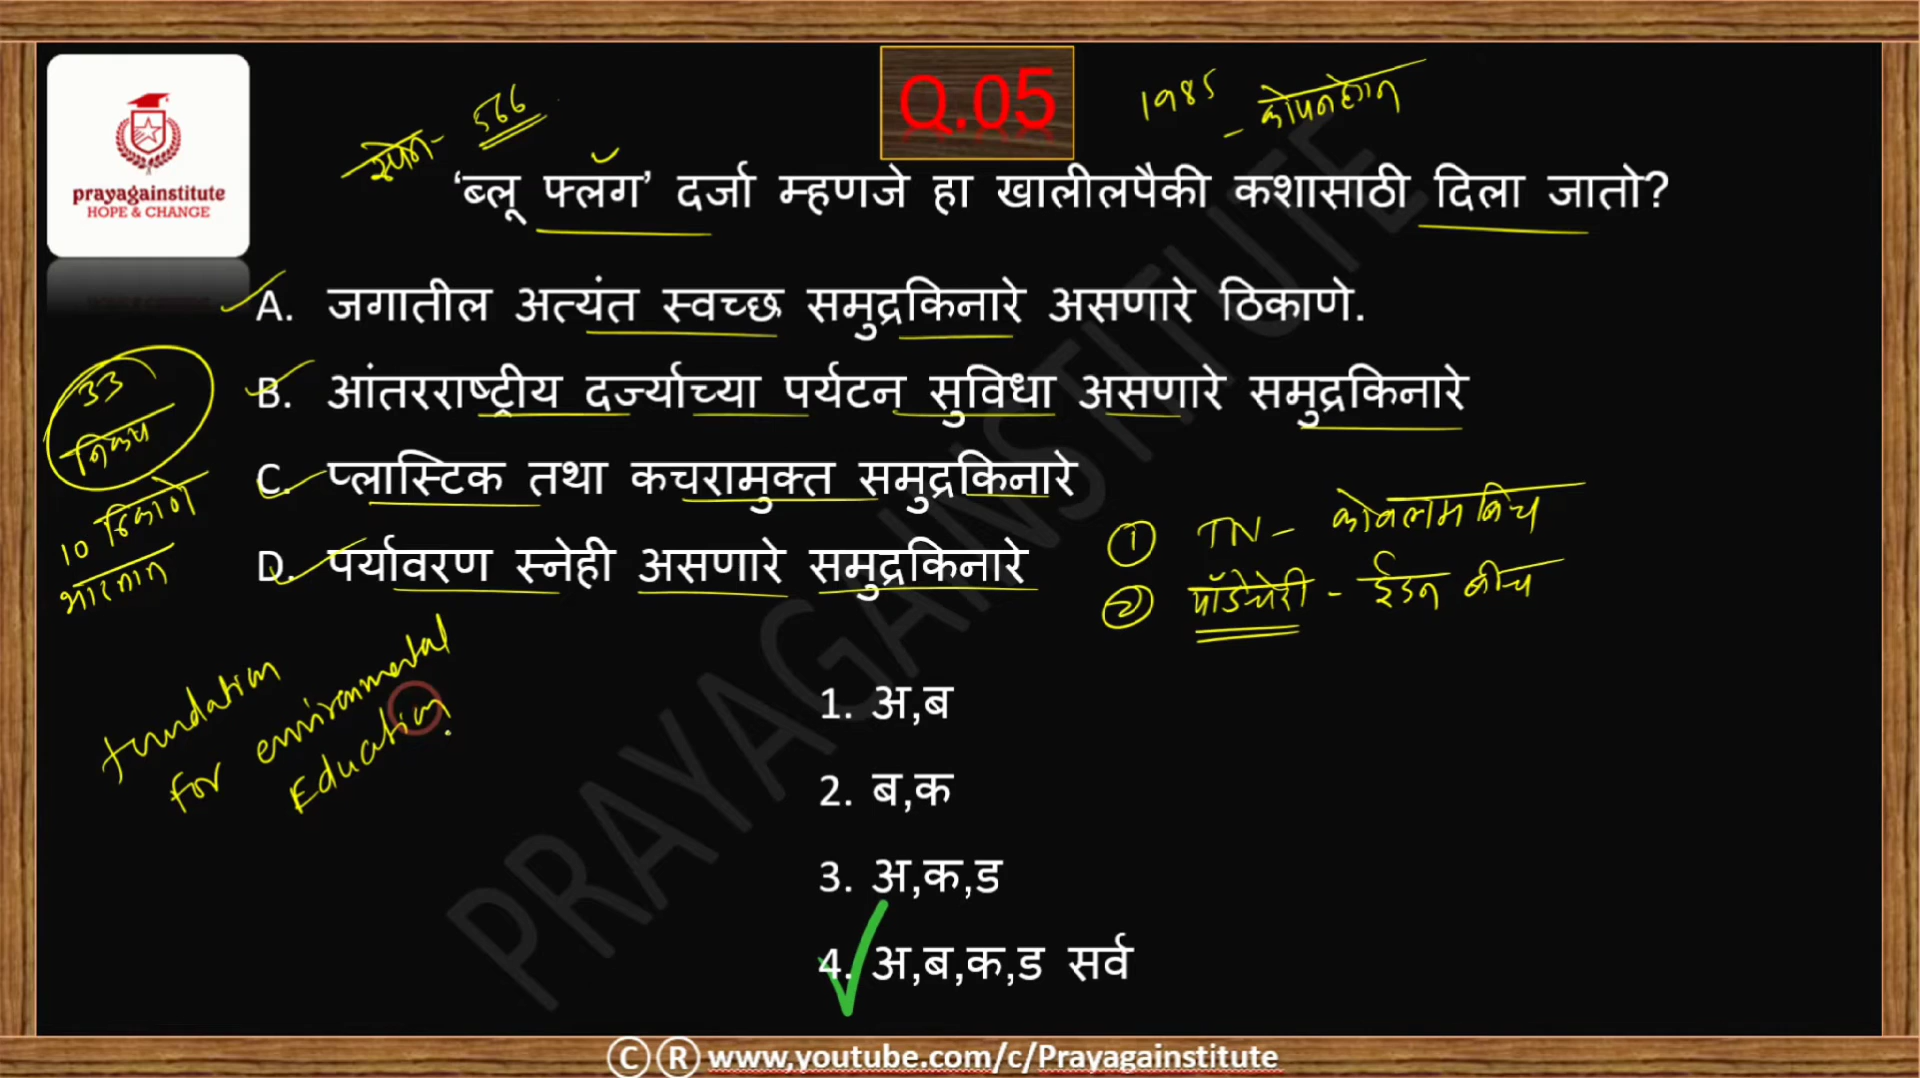 prayagainstitute
HOPE & CHANGE
Q.05
1985 - कोपनहेगन
स्पेन - 566
‘ब्लू फ्लॅग’ दर्जा म्हणजे हा खालीलपैकी कशासाठी दिला जातो?
A. जगातील अत्यंत स्वच्छ समुद्रकिनारे असणारे ठिकाणे.
B. आंतरराष्ट्रीय दर्ज्याच्या पर्यटन सुविधा असणारे समुद्रकिनारे
C. प्लास्टिक तथा कचरामुक्त समुद्रकिनारे
D. पर्यावरण स्नेही असणारे समुद्रकिनारे
33
निकष
10 ठिकाणे
भारतात
① TN - कोवलाम बिच
② पॉंडेचेरी - ईडन बीच
Foundation
for environmental
Education
1. अ,ब
2. ब,क
3. अ,क,ड
4. अ,ब,क,ड सर्व
PRAYAGAINSTITUTE
© ® www.youtube.com/c/Prayagainstitute